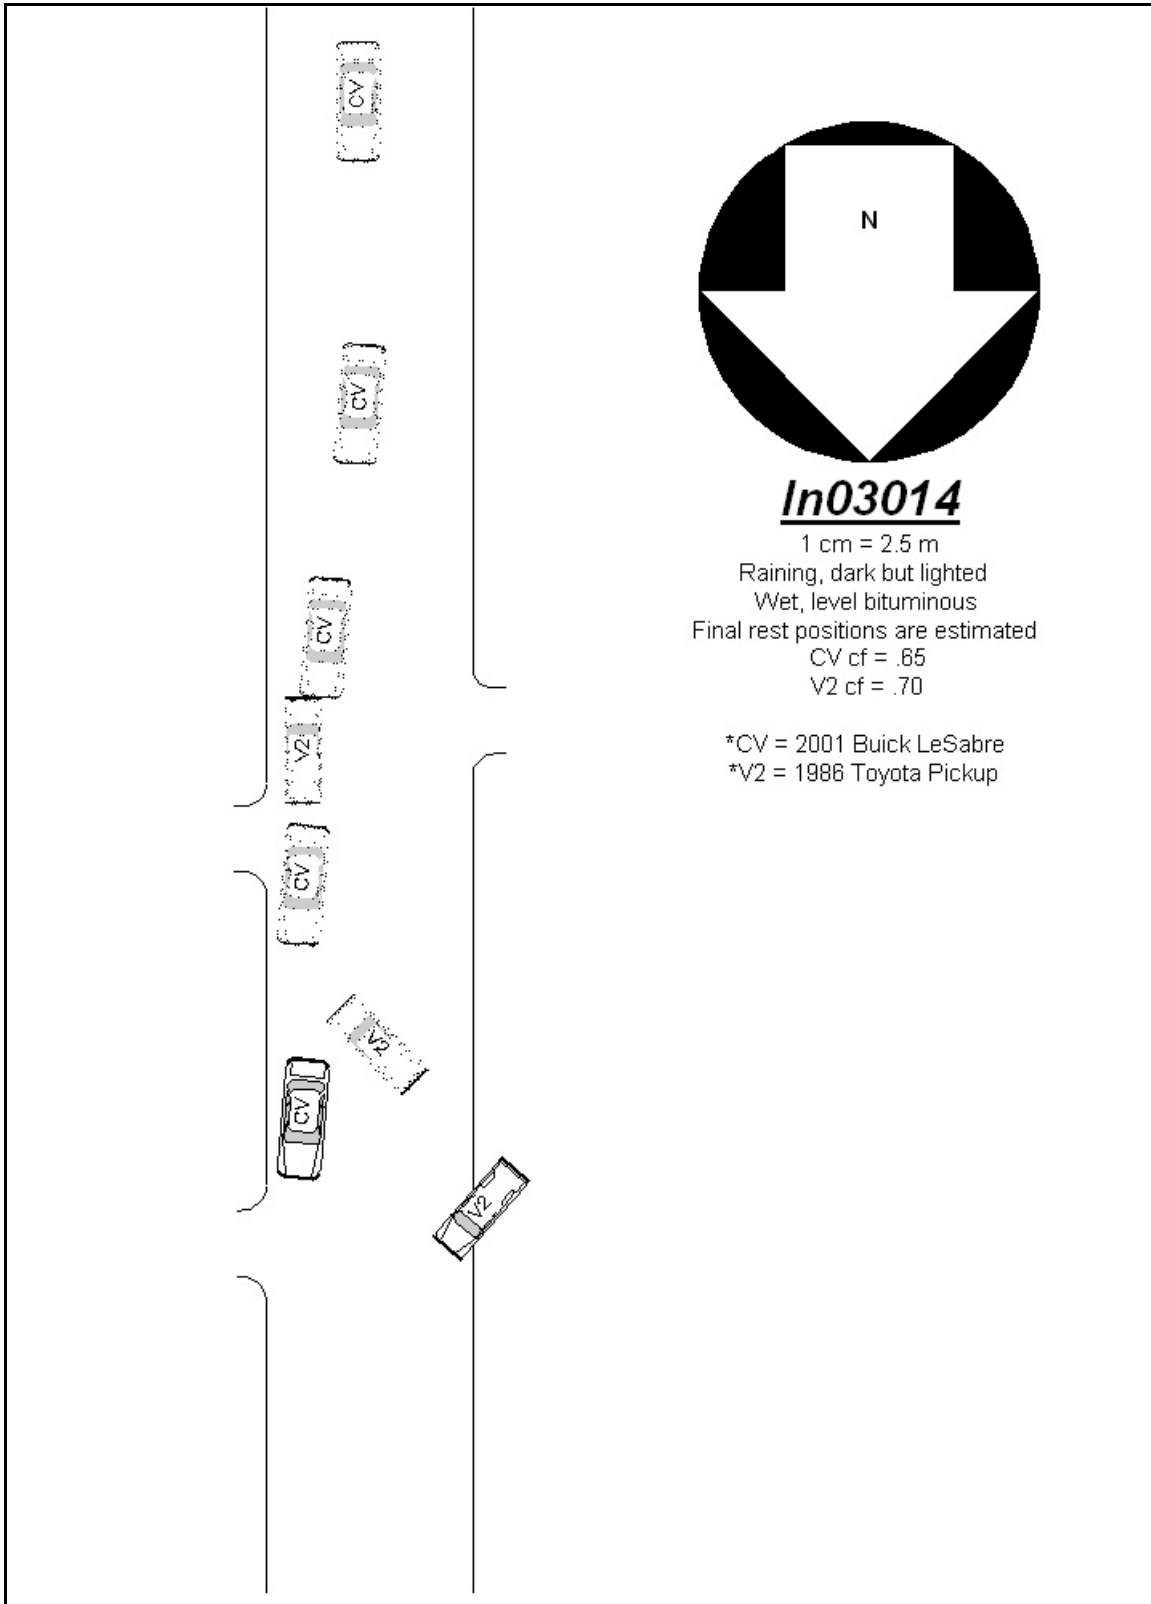 CV
N
CV
In03014
1 cm = 2.5 m
Raining, dark but lighted
Wet, level bituminous
Final rest positions are estimated
CV cf = .65
V2 cf = .70
CV
*CV = 2001 Buick LeSabre
*V2 = 1986 Toyota Pickup
V2
CV
V2
CV
V2